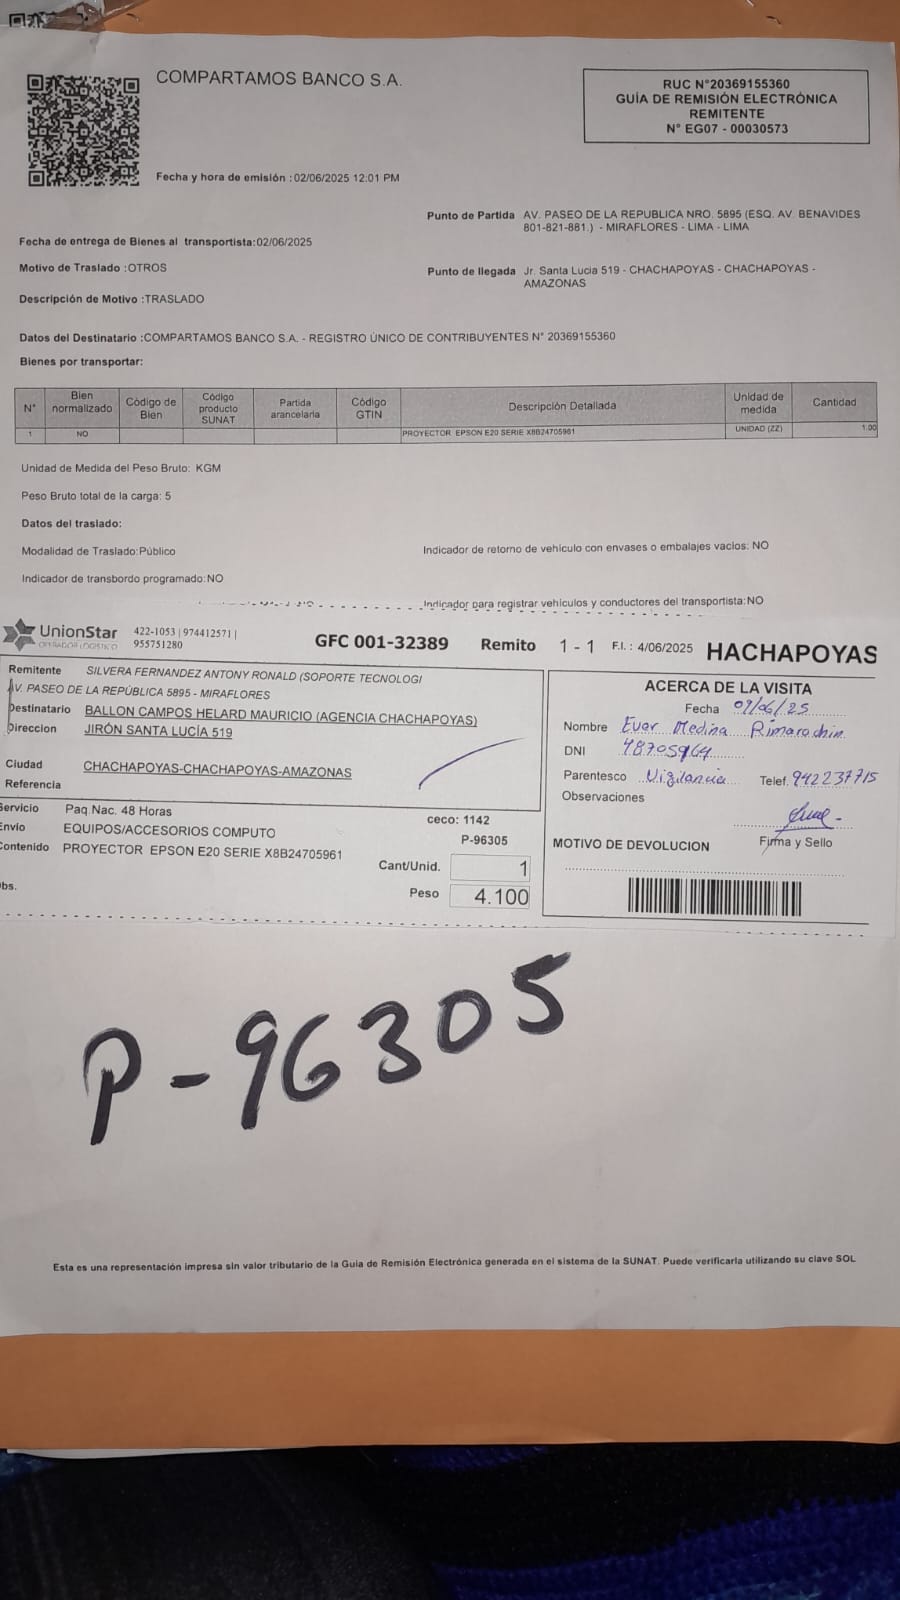 COMPARTAMOS BANCO S.A.
RUC N°20369155360
GUÍA DE REMISIÓN ELECTRÓNICA
REMITENTE
N° EG07 - 00030573
Fecha y hora de emisión :02/06/2025 12:01 PM
Punto de Partida AV. PASEO DE LA REPUBLICA NRO. 5895 (ESQ. AV. BENAVIDES
801-821-881.) - MIRAFLORES - LIMA - LIMA
Fecha de entrega de Bienes al transportista:02/06/2025
Motivo de Traslado :OTROS
Punto de llegada Jr. Santa Lucia 519 - CHACHAPOYAS - CHACHAPOYAS -
AMAZONAS
Descripción de Motivo :TRASLADO
Datos del Destinatario :COMPARTAMOS BANCO S.A. - REGISTRO ÚNICO DE CONTRIBUYENTES N° 20369155360
Bienes por transportar:
N° Bien normalizado Código de Bien Código producto SUNAT Partida arancelaria Código GTIN Descripción Detallada Unidad de medida Cantidad
1 NO PROYECTOR EPSON E20 SERIE X8B24705961 UNIDAD (ZZ) 1.00
Unidad de Medida del Peso Bruto: KGM
Peso Bruto total de la carga: 5
Datos del traslado:
Modalidad de Traslado:Público
Indicador de retorno de vehículo con envases o embalajes vacios: NO
Indicador de transbordo programado:NO
Indicador para registrar vehículos y conductores del transportista:NO
UnionStar
OPERADOR LOGISTICO
422-1053 | 974412571 |
955751280
GFC 001-32389 Remito 1 - 1 F.I. : 4/06/2025 HACHAPOYAS
Remitente SILVERA FERNANDEZ ANTONY RONALD (SOPORTE TECNOLOGI
AV. PASEO DE LA REPÚBLICA 5895 - MIRAFLORES
Destinatario BALLON CAMPOS HELARD MAURICIO (AGENCIA CHACHAPOYAS)
Direccion JIRÓN SANTA LUCÍA 519
Ciudad CHACHAPOYAS-CHACHAPOYAS-AMAZONAS
Referencia
Servicio Paq Nac. 48 Horas
Envio EQUIPOS/ACCESORIOS COMPUTO
Contenido PROYECTOR EPSON E20 SERIE X8B24705961
Obs.
ceco: 1142
P-96305
Cant/Unid. 1
Peso 4.100
ACERCA DE LA VISITA
Fecha 07/06/25
Nombre Ever Medina Rimarachin
DNI 48705964
Parentesco Vigilancia Telef. 942237715
Observaciones
Firma y Sello
MOTIVO DE DEVOLUCION
P-96305
Esta es una representación impresa sin valor tributario de la Guía de Remisión Electrónica generada en el sistema de la SUNAT. Puede verificarla utilizando su clave SOL